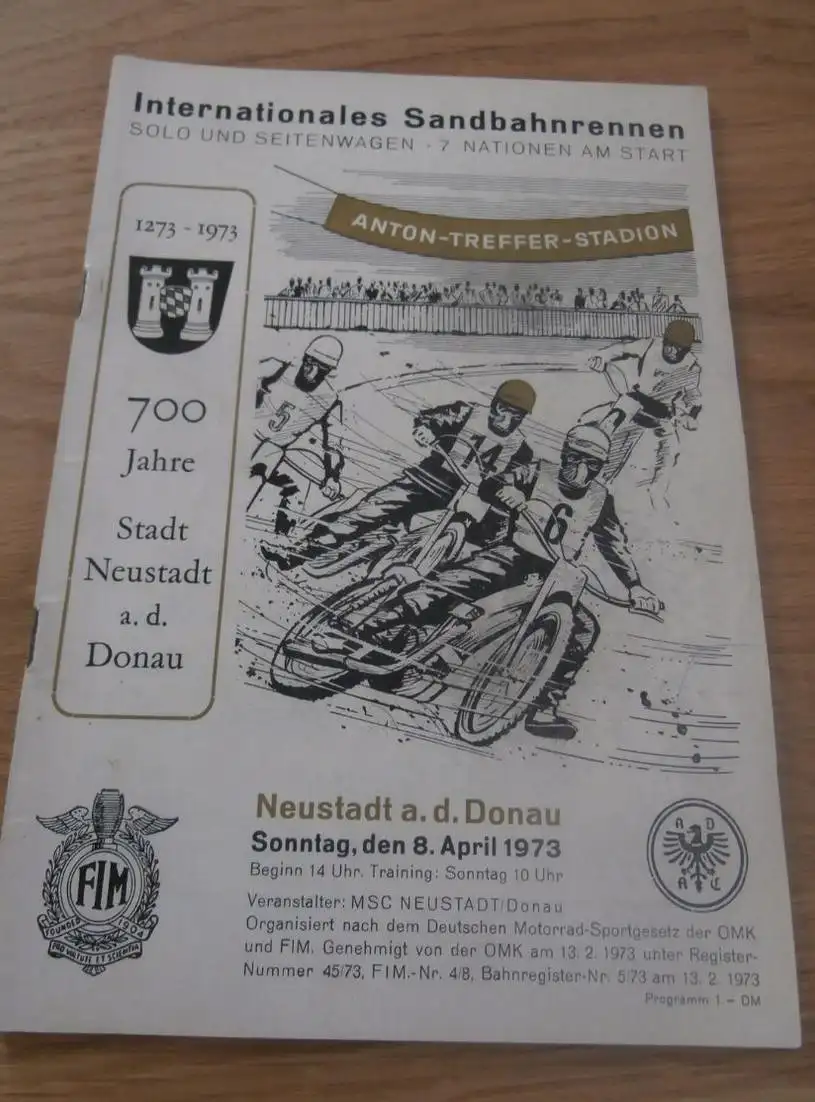 Internationales Sandbahnrennen
SOLO UND SEITENWAGEN · 7 NATIONEN AM START
1273 - 1973
700
Jahre
Stadt
Neustadt
a. d.
Donau
ANTON-TREFFER-STADION
5
14
6
FIM
FOUNDED 1904
PRO VIRTUTE ET SCIENTIA
Neustadt a. d. Donau
Sonntag, den 8. April 1973
Beginn 14 Uhr. Training: Sonntag 10 Uhr
Veranstalter: MSC NEUSTADT/Donau
Organisiert nach dem Deutschen Motorrad-Sportgesetz der OMK
und FIM. Genehmigt von der OMK am 13. 2. 1973 unter Register-
Nummer 45/73, FIM.-Nr. 4/8, Bahnregister-Nr. 5/73 am 13. 2. 1973
Programm 1.– DM
A D
A C